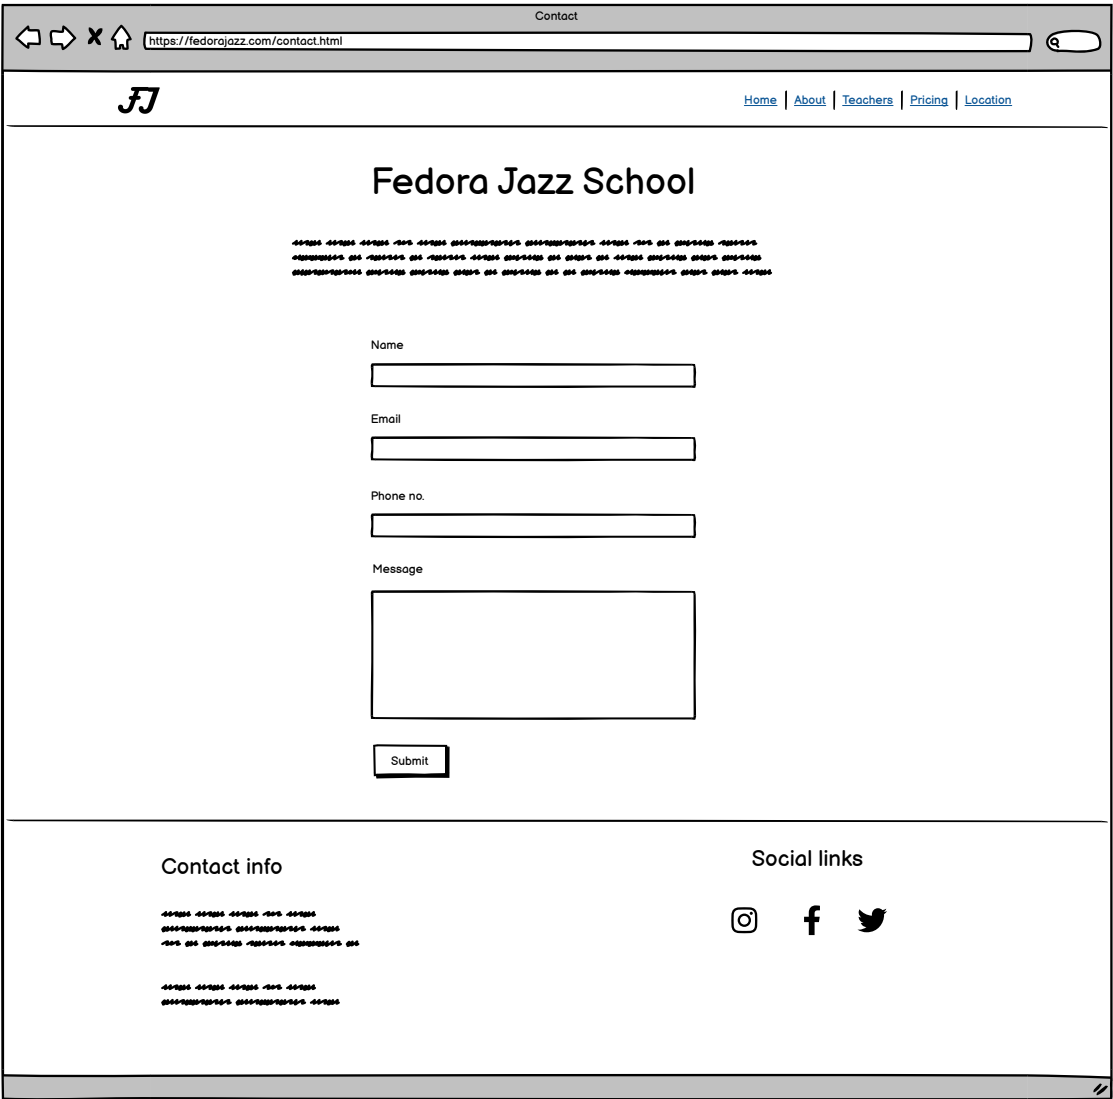 Contact
https://fedorajazz.com/contact.html
FJ
Home | About | Teachers | Pricing | Location
Fedora Jazz School
Name
Email
Phone no.
Message
Submit
Contact info
Social links